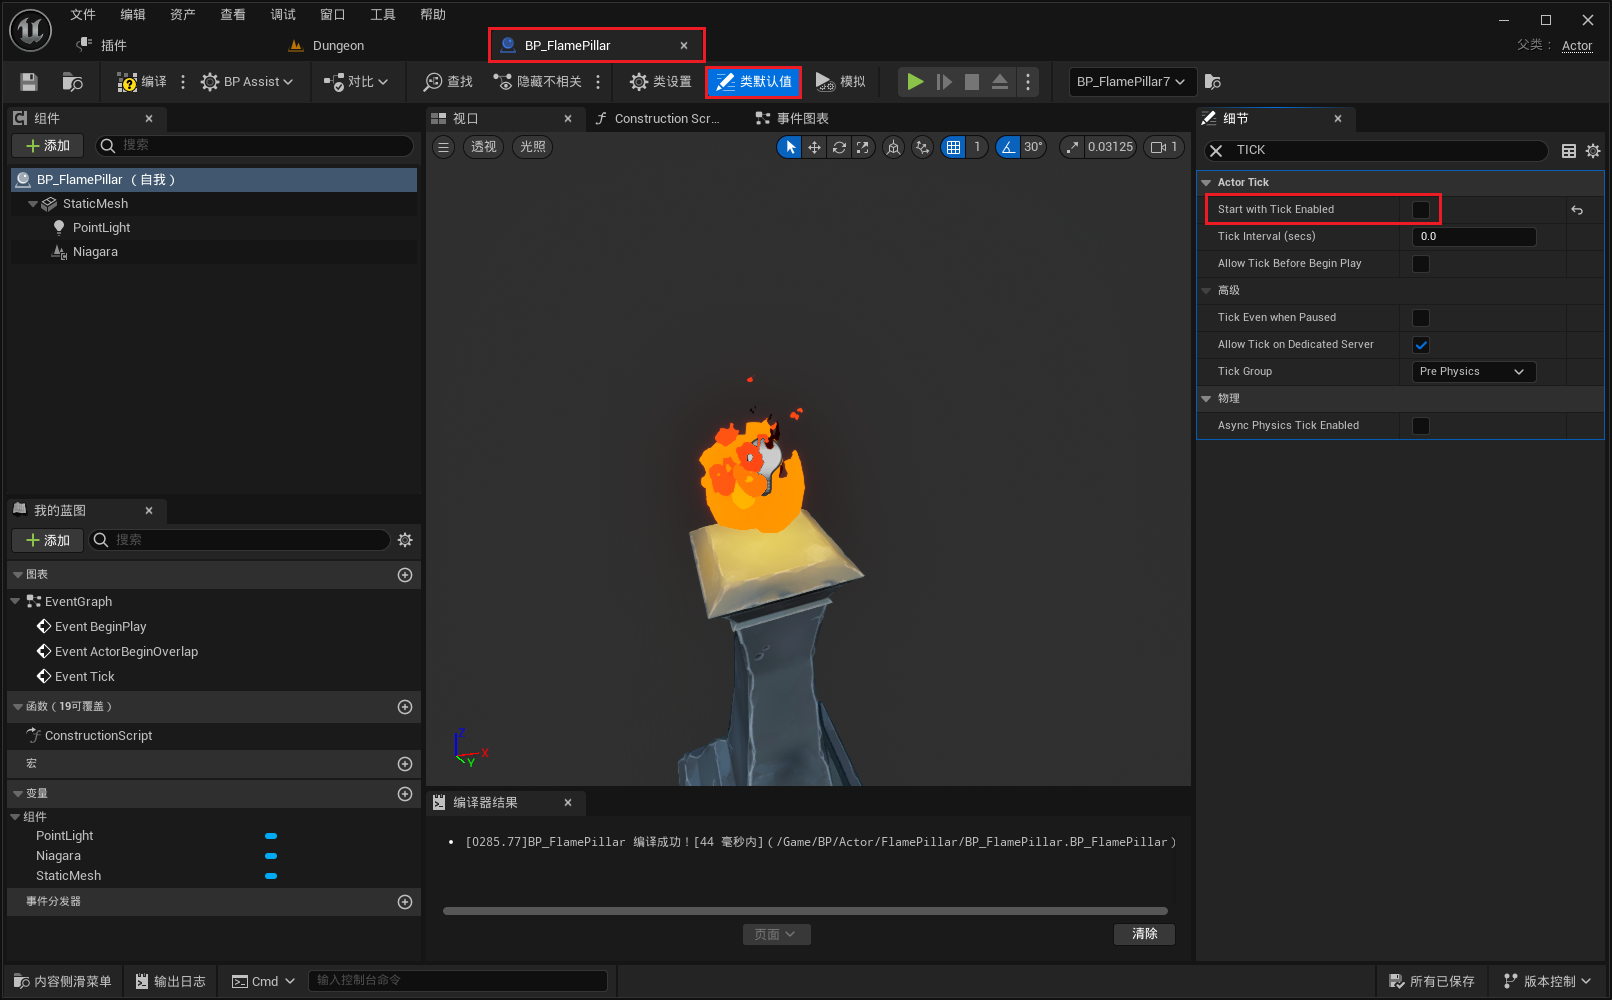 文件 编辑 资产 查看 调试 窗口 工具 帮助
插件 Dungeon BP_FlamePillar 父类： Actor
编译 BP Assist 对比 查找 隐藏不相关 类设置 类默认值 模拟 BP_FlamePillar7
组件
添加 搜索
BP_FlamePillar （自我）
StaticMesh
PointLight
Niagara
我的蓝图
添加 搜索
图表
EventGraph
Event BeginPlay
Event ActorBeginOverlap
Event Tick
函数（19可覆盖）
ConstructionScript
宏
变量
组件
PointLight
Niagara
StaticMesh
事件分发器
视口 Construction Scr... 事件图表
透视 光照 1 30° 0.03125 1
Z
X
Y
编译器结果
[0285.77]BP_FlamePillar 编译成功！[44 毫秒内]（/Game/BP/Actor/FlamePillar/BP_FlamePillar.BP_FlamePillar）
页面 清除
细节
TICK
Actor Tick
Start with Tick Enabled
Tick Interval (secs) 0.0
Allow Tick Before Begin Play
高级
Tick Even when Paused
Allow Tick on Dedicated Server
Tick Group Pre Physics
物理
Async Physics Tick Enabled
内容侧滑菜单 输出日志 Cmd 输入控制台命令 所有已保存 版本控制